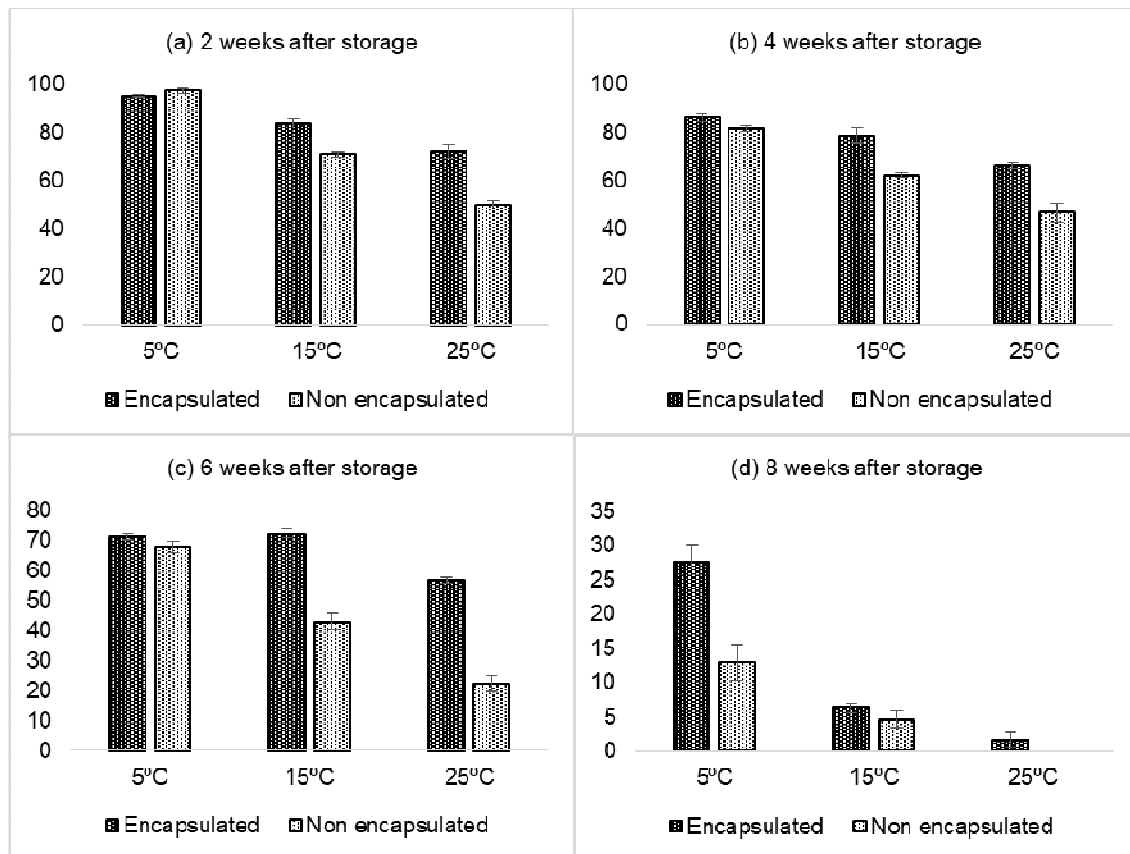 (a) 2 weeks after storage
100
80
60
40
20
0
5ºC 15ºC 25ºC
Encapsulated Non encapsulated
(b) 4 weeks after storage
100
80
60
40
20
0
5ºC 15ºC 25ºC
Encapsulated Non encapsulated
(c) 6 weeks after storage
80
70
60
50
40
30
20
10
0
5ºC 15ºC 25ºC
Encapsulated Non encapsulated
(d) 8 weeks after storage
35
30
25
20
15
10
5
0
5ºC 15ºC 25ºC
Encapsulated Non encapsulated